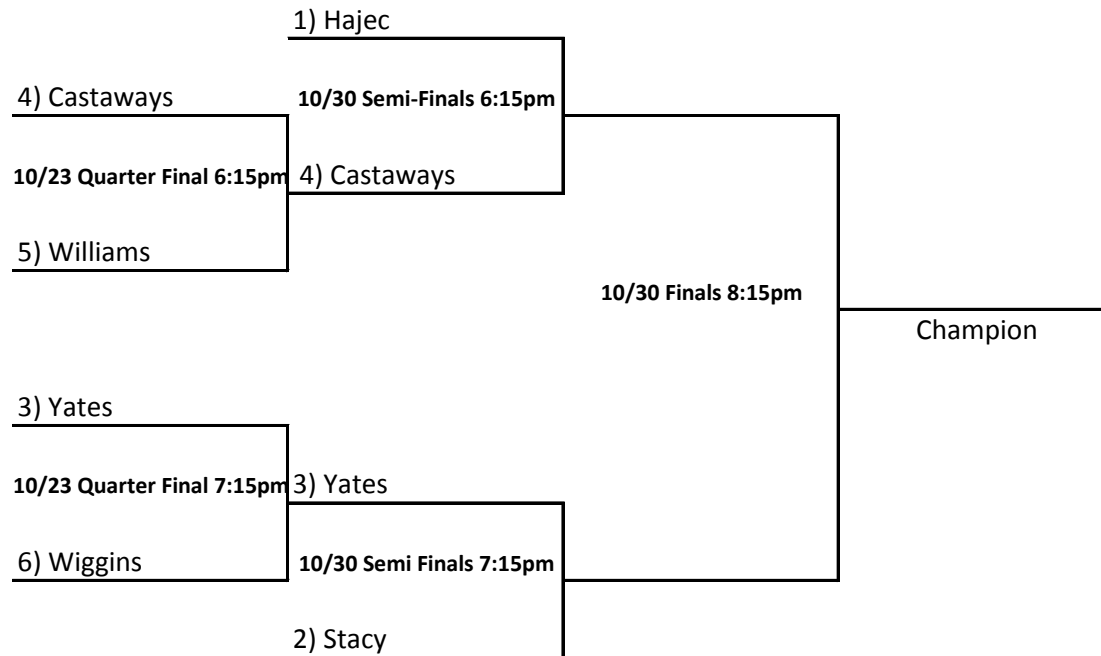 1) Hajec
4) Castaways
10/30 Semi-Finals 6:15pm
10/23 Quarter Final 6:15pm
4) Castaways
5) Williams
10/30 Finals 8:15pm
Champion
3) Yates
10/23 Quarter Final 7:15pm
3) Yates
6) Wiggins
10/30 Semi Finals 7:15pm
2) Stacy